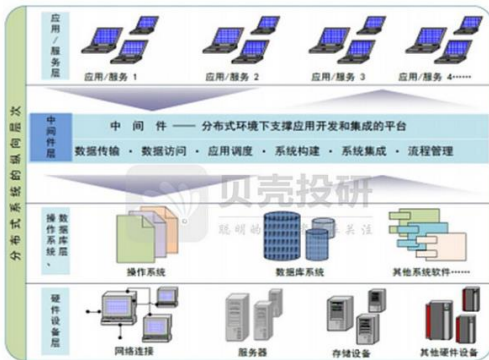 分布式系统的纵向层次
应用/服务层
应用/服务 1
应用/服务 2
应用/服务 3
应用/服务 4……
中间件层
中 间 件 —— 分布式环境下支撑应用开发和集成的平台
数据传输 · 数据访问 · 应用调度 · 系统构建 · 系统集成 · 流程管理
贝壳投研
操作系统、数据库层
操作系统
数据库系统
其他系统软件……
硬件设备层
网络连接
服务器
存储设备
其他硬件设备